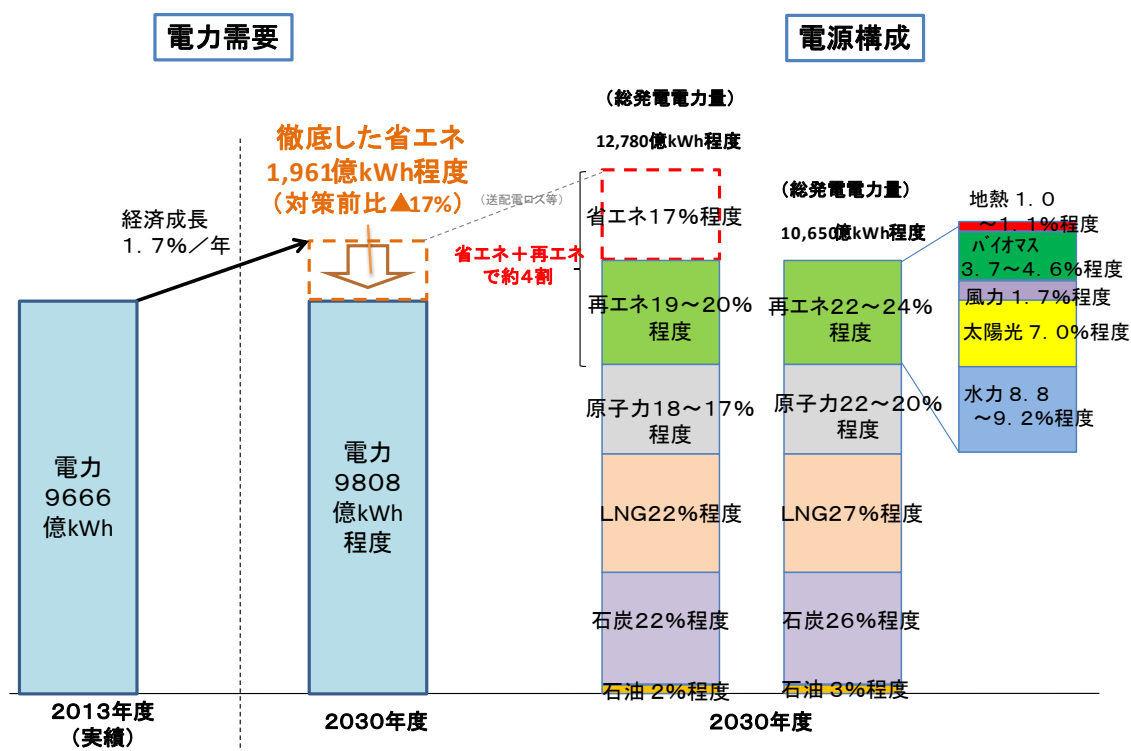 電力需要
電源構成
徹底した省エネ
1,961億kWh程度
(対策前比▲17%)
経済成長
1.7%/年
(送配電ロス等)
省エネ+再エネ
で約4割
電力
9666
億kWh
電力
9808
億kWh
程度
(総発電電力量)
12,780億kWh程度
省エネ17%程度
再エネ19~20%
程度
原子力18~17%
程度
LNG22%程度
石炭22%程度
石油 2%程度
(総発電電力量)
10,650億kWh程度
再エネ22~24%
程度
原子力22~20%
程度
LNG27%程度
石炭26%程度
石油 3%程度
地熱 1.0
~1.1%程度
バイオマス
3.7~4.6%程度
風力 1.7%程度
太陽光 7.0%程度
水力 8.8
~9.2%程度
2013年度
(実績)
2030年度
2030年度